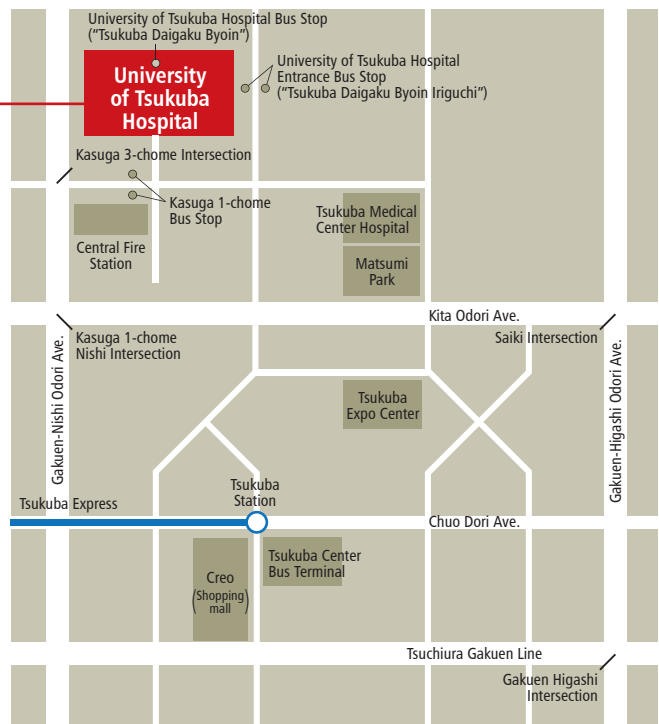 University of Tsukuba Hospital Bus Stop
(“Tsukuba Daigaku Byoin”)
University
of Tsukuba
Hospital
University of Tsukuba Hospital
Entrance Bus Stop
(“Tsukuba Daigaku Byoin Iriguchi”)
Kasuga 3-chome Intersection
Kasuga 1-chome
Bus Stop
Central Fire
Station
Tsukuba Medical
Center Hospital
Matsumi
Park
Kita Odori Ave.
Kasuga 1-chome
Nishi Intersection
Saiki Intersection
Gakuen-Nishi Odori Ave.
Gakuen-Higashi Odori Ave.
Tsukuba
Expo Center
Tsukuba
Station
Tsukuba Express
Chuo Dori Ave.
Tsukuba Center
Bus Terminal
Creo
(Shopping
mall)
Tsuchiura Gakuen Line
Gakuen Higashi
Intersection